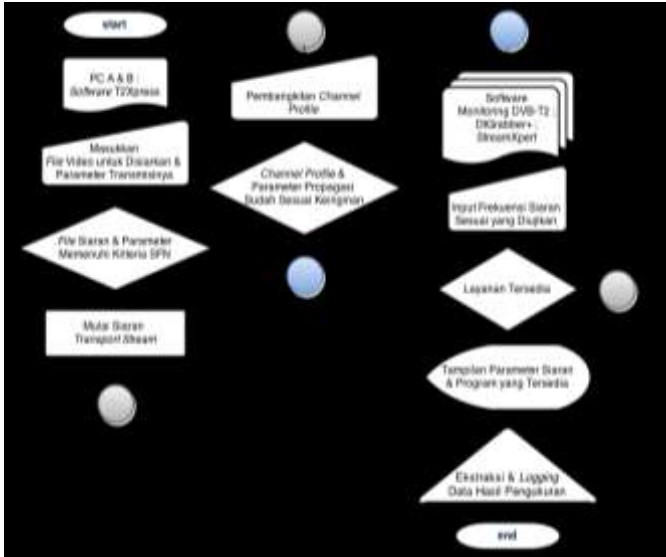 start
PC A & B :
Software T2Xpress
Masukkan
File Video untuk Disiarkan &
Parameter Transmisinya
File Siaran & Parameter
Memenuhi Kriteria SFN
Mulai Siaran
Transport Stream
Pembangkitan Channel
Profile
Channel Profile &
Parameter Propagasi
Sudah Sesuai Keinginan
Software
Monitoring DVB-T2 :
DKGrabber+ ;
StreamXpert
Input Frekuensi Siaran
Sesuai yang Diujikan
Layanan Tersedia
Tampilan Parameter Siaran
& Program yang Tersedia
Ekstraksi & Logging
Data Hasil Pengukuran
end